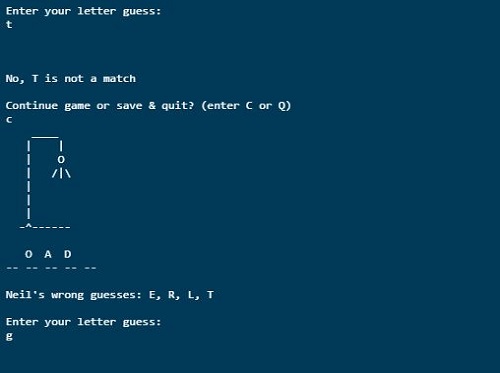 Enter your letter guess:
t
No, T is not a match
Continue game or save & quit? (enter C or Q)
c
O A D
-- -- -- -- --
Neil's wrong guesses: E, R, L, T
Enter your letter guess:
g